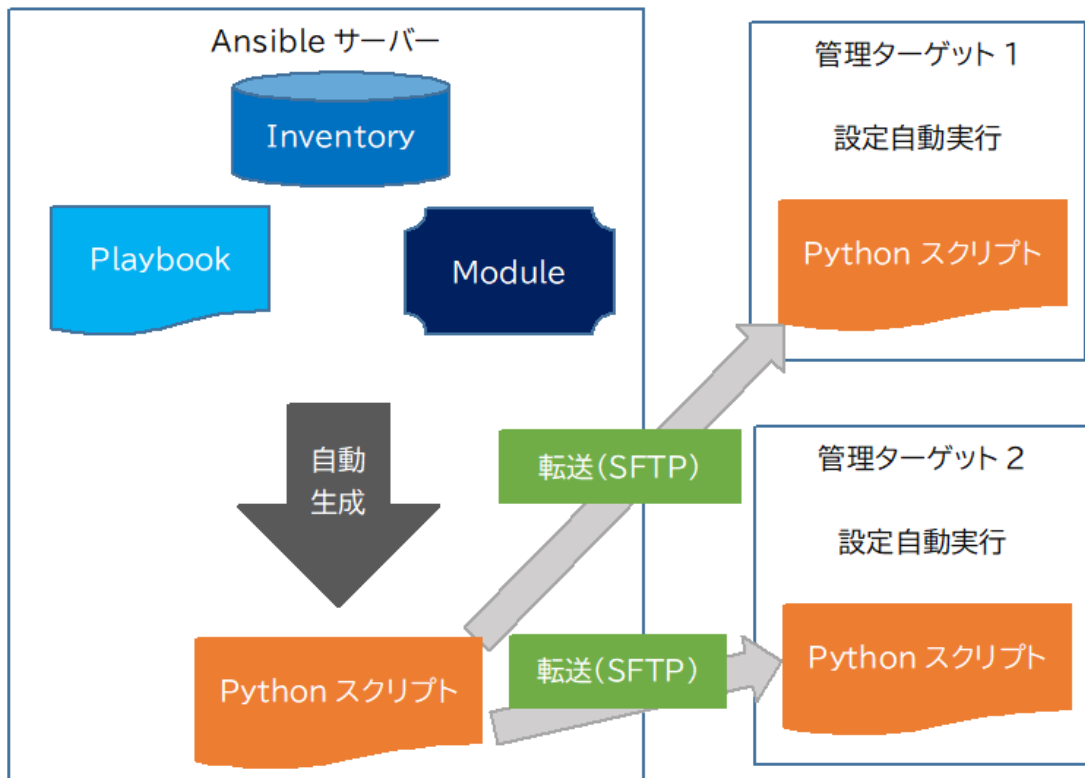 Ansible サーバー
Inventory
Playbook
Module
自動
生成
Python スクリプト
転送(SFTP)
転送(SFTP)
管理ターゲット 1
設定自動実行
Python スクリプト
管理ターゲット 2
設定自動実行
Python スクリプト